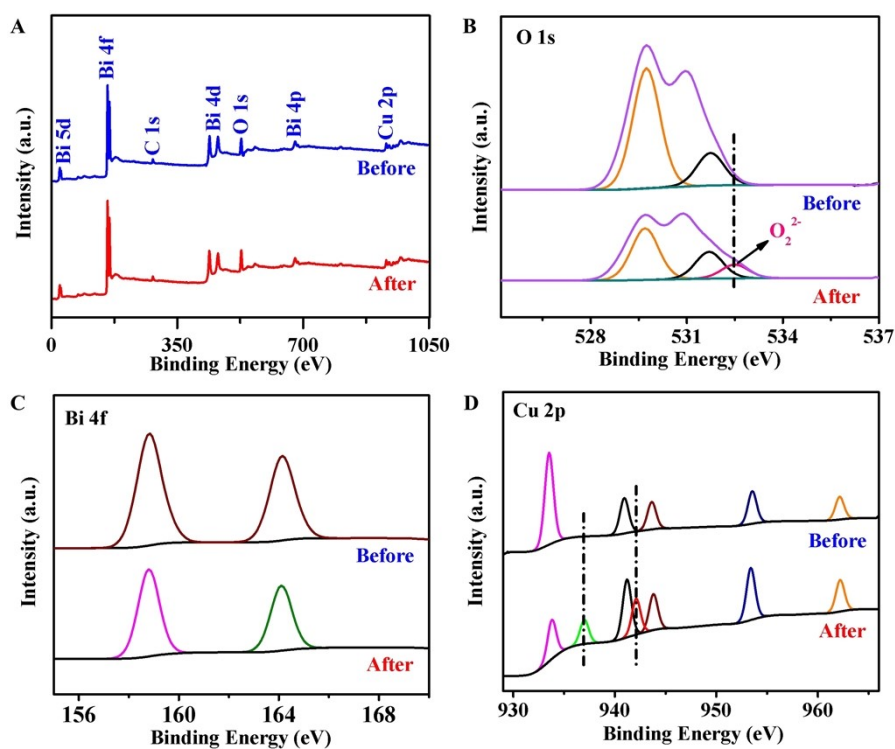 A
Bi 5d
Bi 4f
C 1s
Bi 4d
O 1s
Bi 4p
Cu 2p
Before
After
Intensity (a.u.)
0 350 700 1050
Binding Energy (eV)
B
O 1s
Before
O₂²⁻
After
Intensity (a.u.)
528 531 534 537
Binding Energy (eV)
C
Bi 4f
Before
After
Intensity (a.u.)
156 160 164 168
Binding Energy (eV)
D
Cu 2p
Before
After
Intensity (a.u.)
930 940 950 960
Binding Energy (eV)